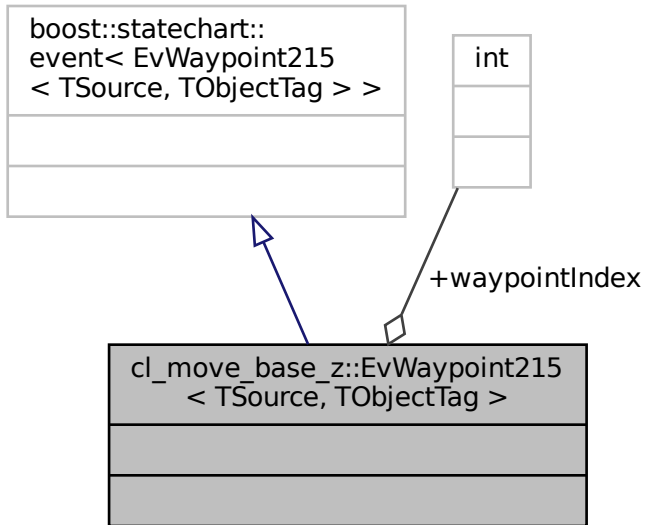 boost::statechart::
event< EvWaypoint215
< TSource, TObjectTag > >
int
+waypointIndex
cl_move_base_z::EvWaypoint215
< TSource, TObjectTag >